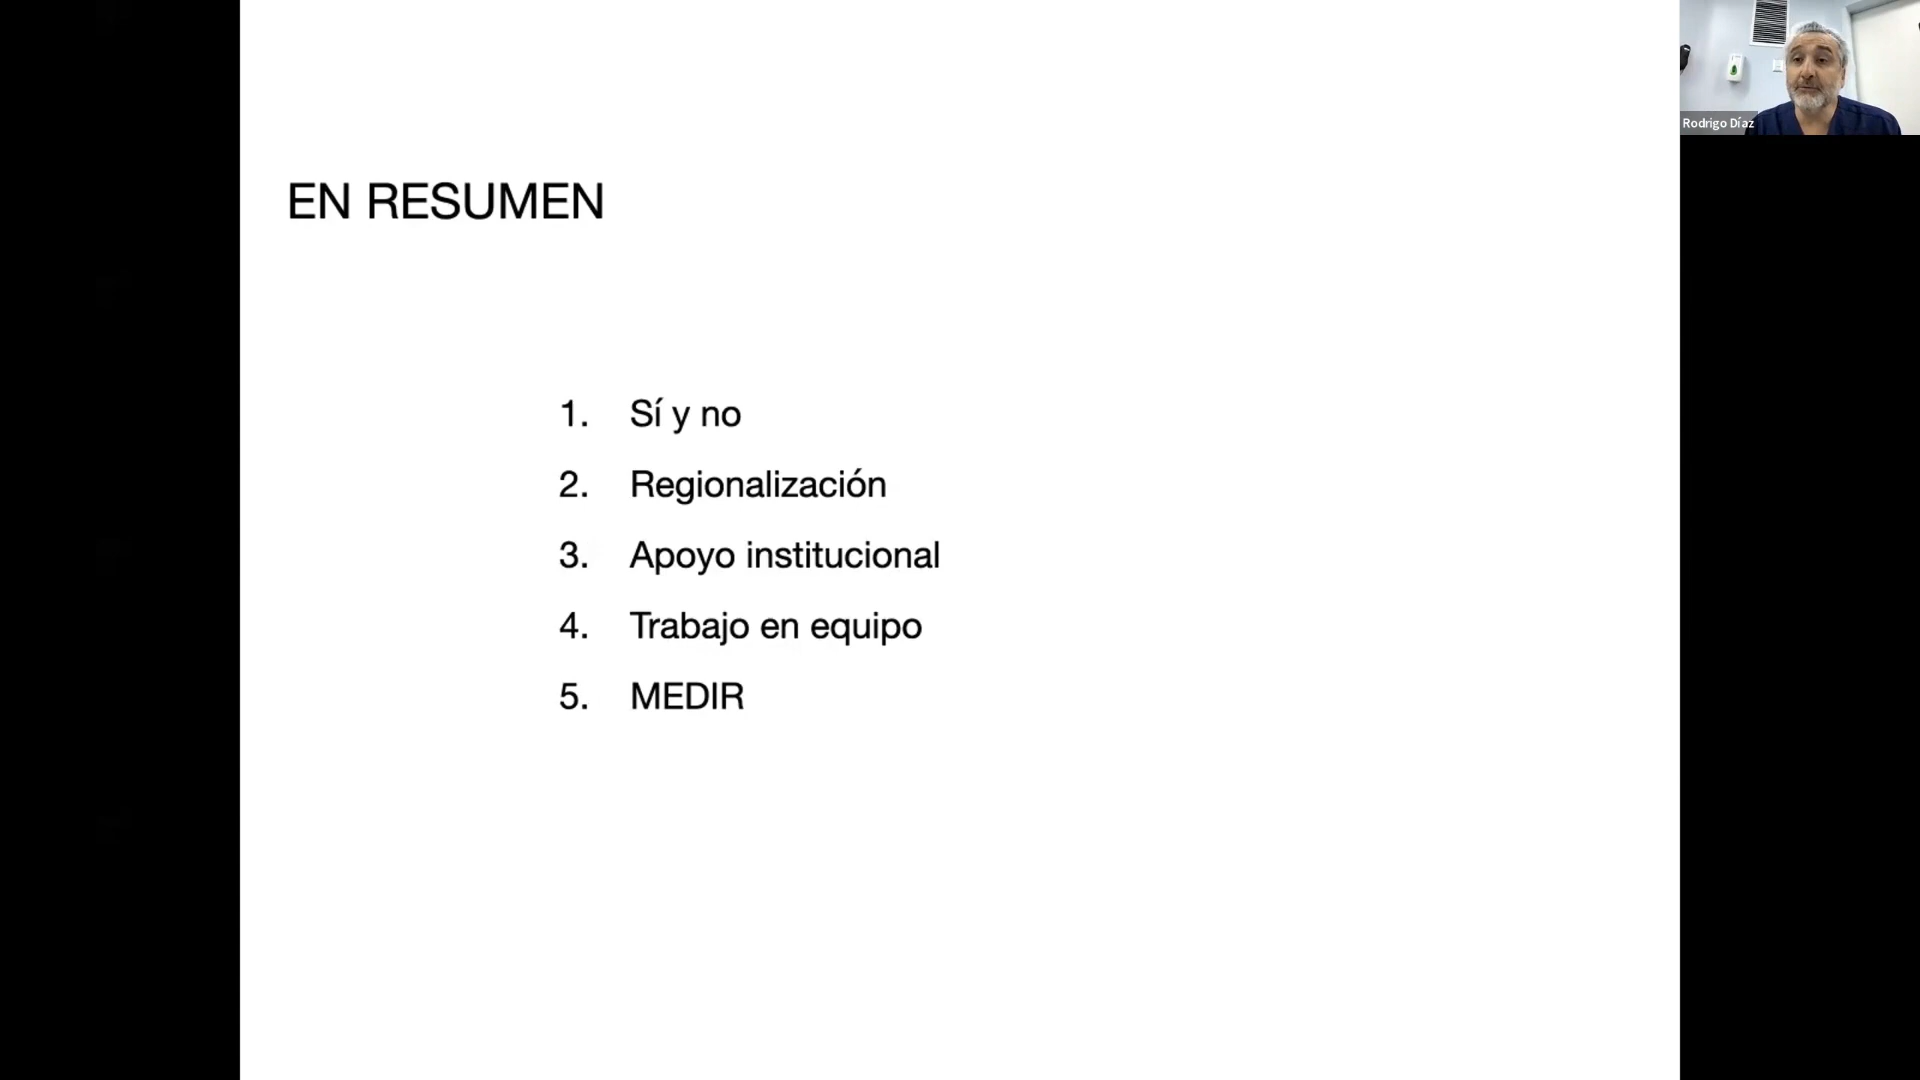 EN RESUMEN
1. Sí y no
2. Regionalización
3. Apoyo institucional
4. Trabajo en equipo
5. MEDIR
Rodrigo Díaz